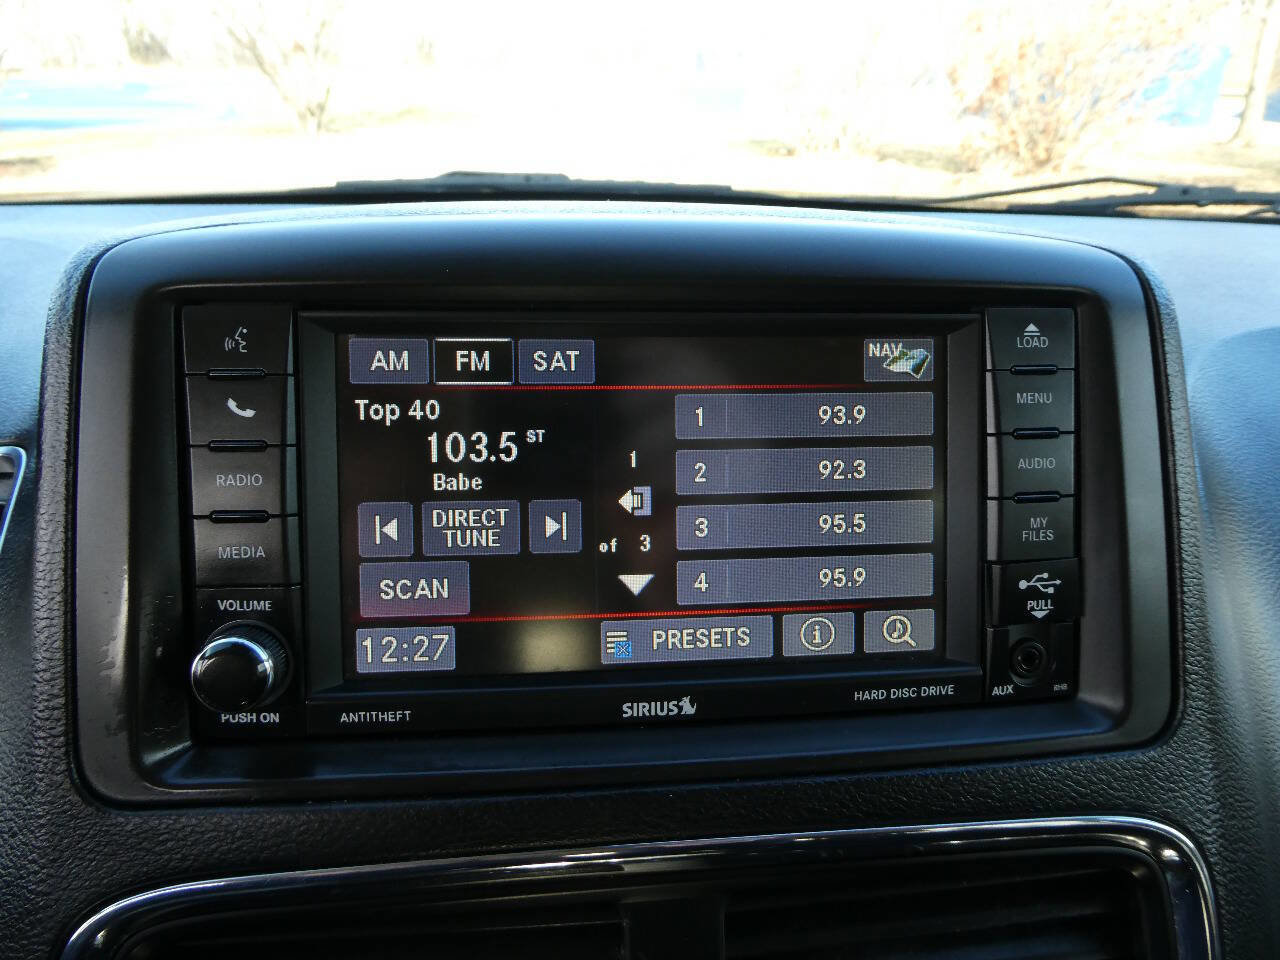 AM FM SAT NAV
Top 40
103.5 ST
Babe
DIRECT
TUNE
SCAN
12:27
1
of 3
1 93.9
2 92.3
3 95.5
4 95.9
PRESETS
i
RADIO
MEDIA
VOLUME
PUSH ON
LOAD
MENU
AUDIO
MY
FILES
PULL
AUX
RHB
ANTITHEFT
SIRIUS
HARD DISC DRIVE